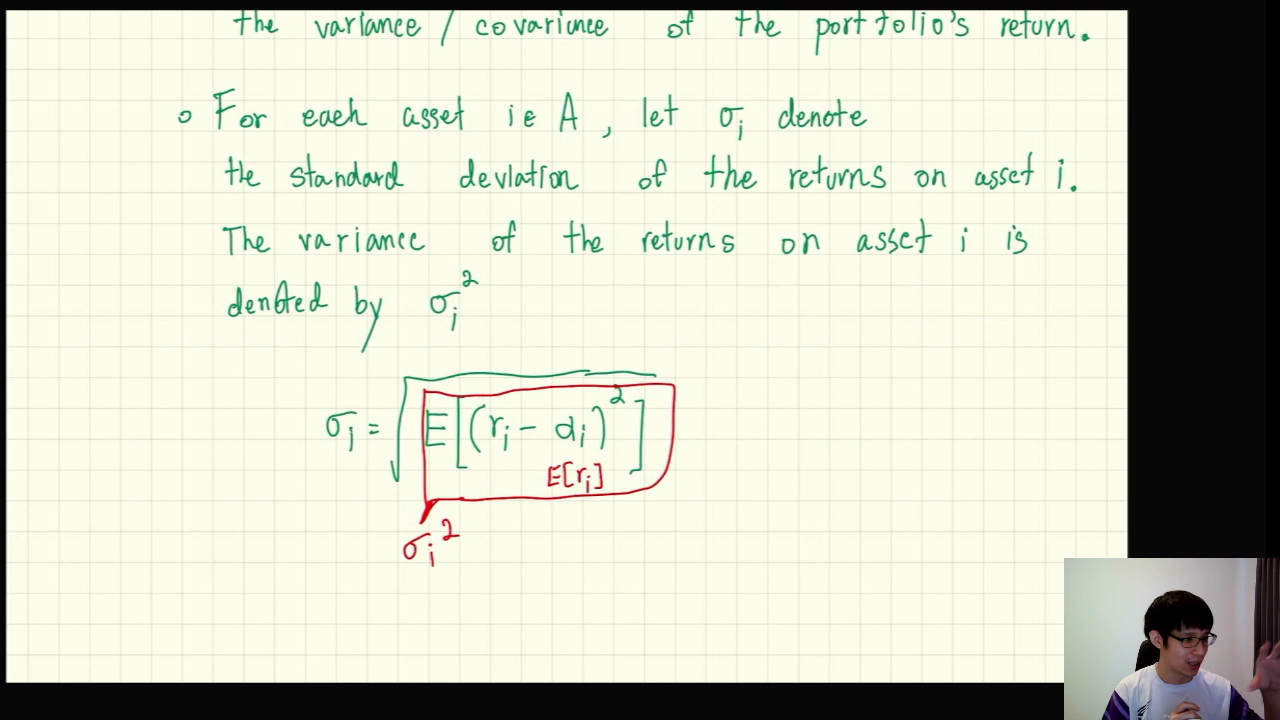 the variance / covariance of the portfolio's return.
○ For each asset i ∈ A, let σᵢ denote
the standard deviation of the returns on asset i.
The variance of the returns on asset i is
denoted by σᵢ²
σᵢ = √E[(rᵢ - αᵢ)²]
E[rᵢ]
σᵢ²